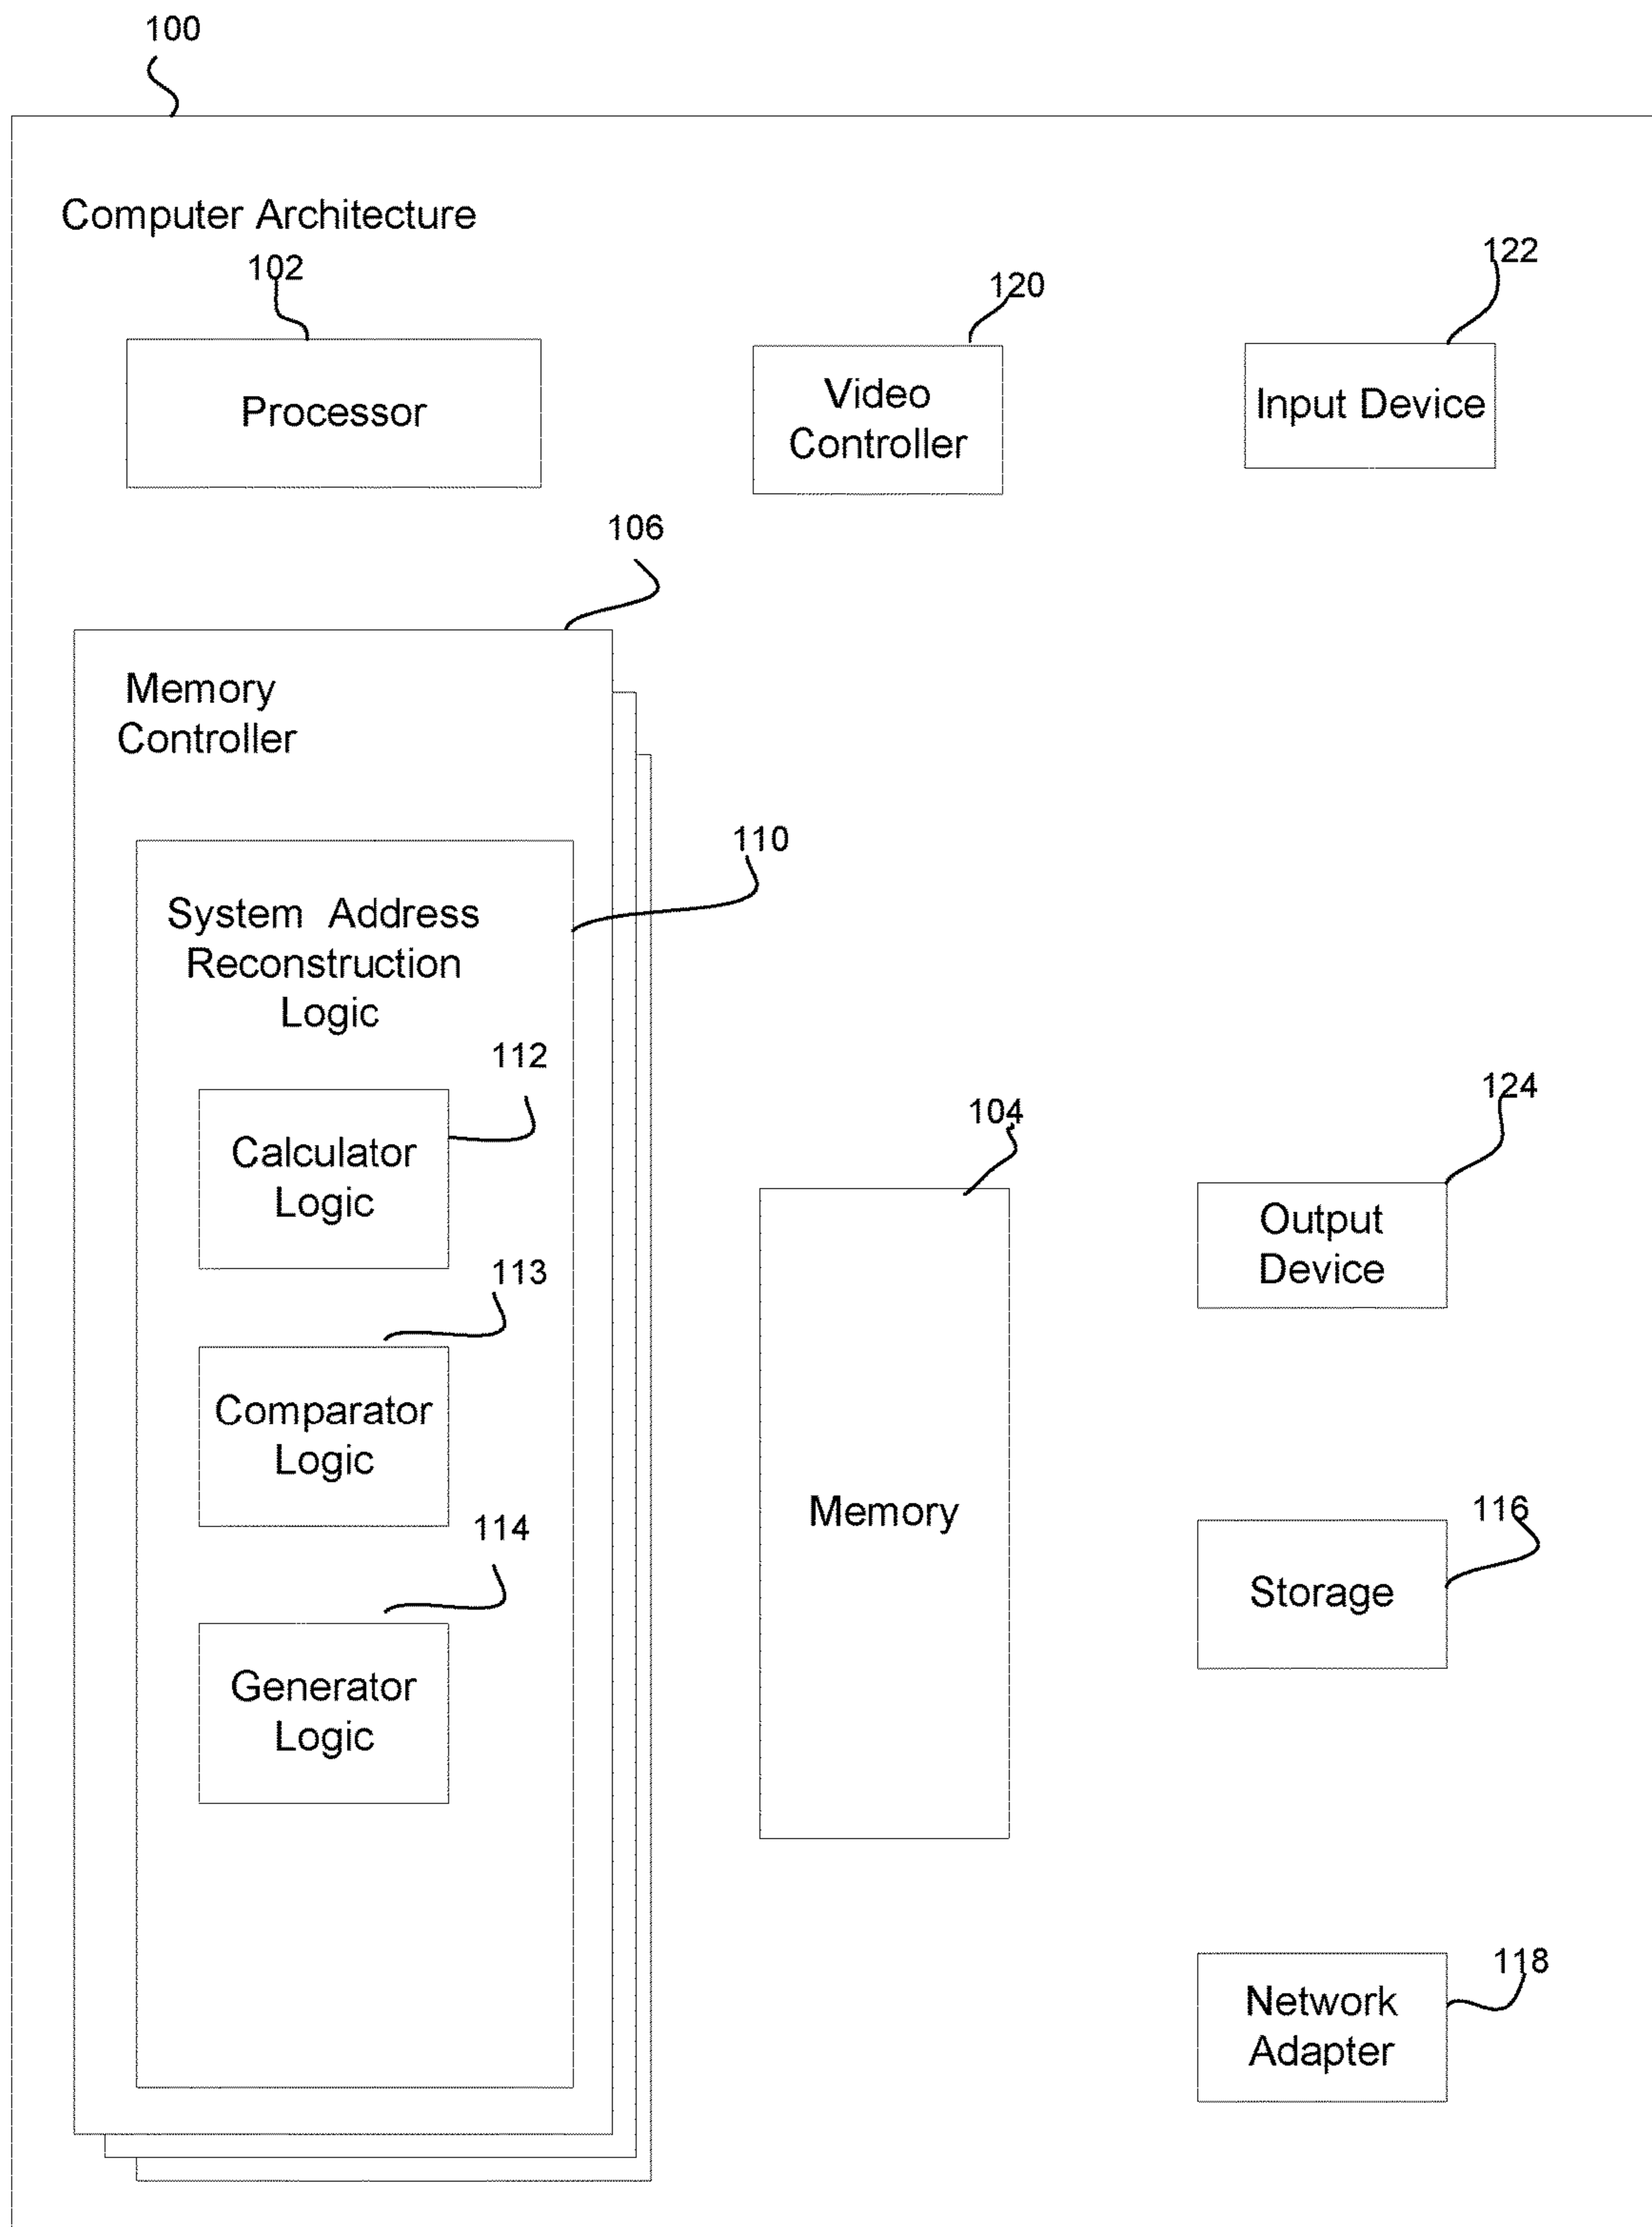 100
Computer Architecture
102
120
122
Processor
Video
Controller
Input Device
106
Memory
Controller
110
System Address
Reconstruction
Logic
112
Calculator
Logic
104
124
Output
Device
113
Comparator
Logic
Memory
116
Storage
114
Generator
Logic
118
Network
Adapter